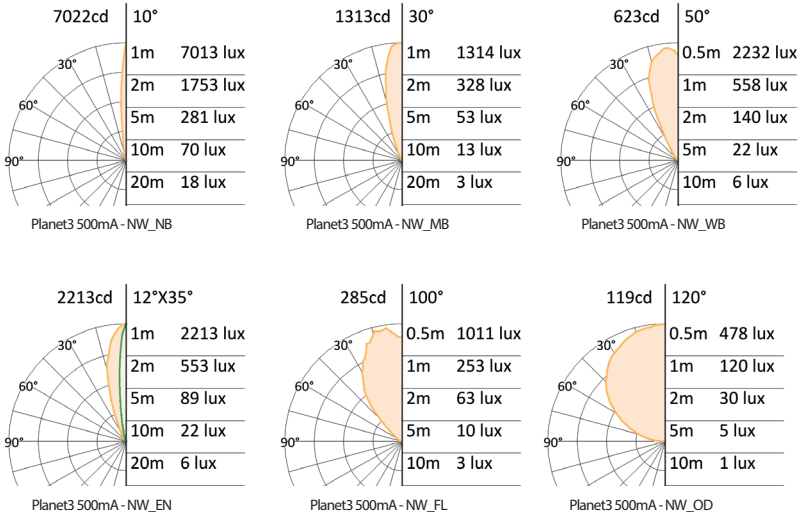 7022cd 10°
1m 7013 lux
30°
2m 1753 lux
60°
5m 281 lux
10m 70 lux
90°
20m 18 lux
Planet3 500mA - NW_NB
1313cd 30°
1m 1314 lux
30°
2m 328 lux
60°
5m 53 lux
10m 13 lux
90°
20m 3 lux
Planet3 500mA - NW_MB
623cd 50°
0.5m 2232 lux
30°
1m 558 lux
60°
2m 140 lux
5m 22 lux
90°
10m 6 lux
Planet3 500mA - NW_WB
2213cd 12°X35°
1m 2213 lux
30°
2m 553 lux
60°
5m 89 lux
10m 22 lux
90°
20m 6 lux
Planet3 500mA - NW_EN
285cd 100°
0.5m 1011 lux
30°
1m 253 lux
60°
2m 63 lux
5m 10 lux
90°
10m 3 lux
Planet3 500mA - NW_FL
119cd 120°
0.5m 478 lux
30°
1m 120 lux
60°
2m 30 lux
5m 5 lux
90°
10m 1 lux
Planet3 500mA - NW_OD